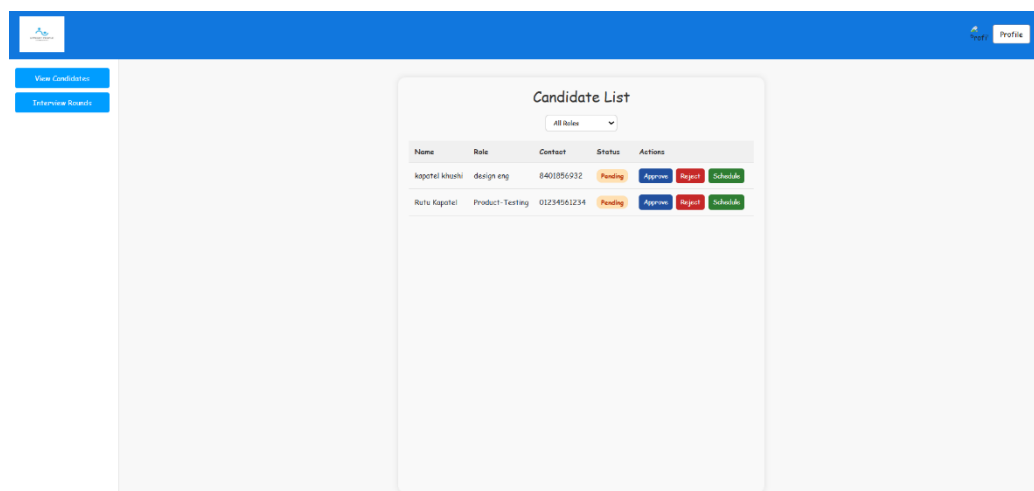 Profile
View Candidates
Interview Rounds
Candidate List
All Roles
Name Role Contact Status Actions
kapatel khushi design eng 8401856932 Pending Approve Reject Schedule
Rutu Kapatel Product-Testing 01234561234 Pending Approve Reject Schedule